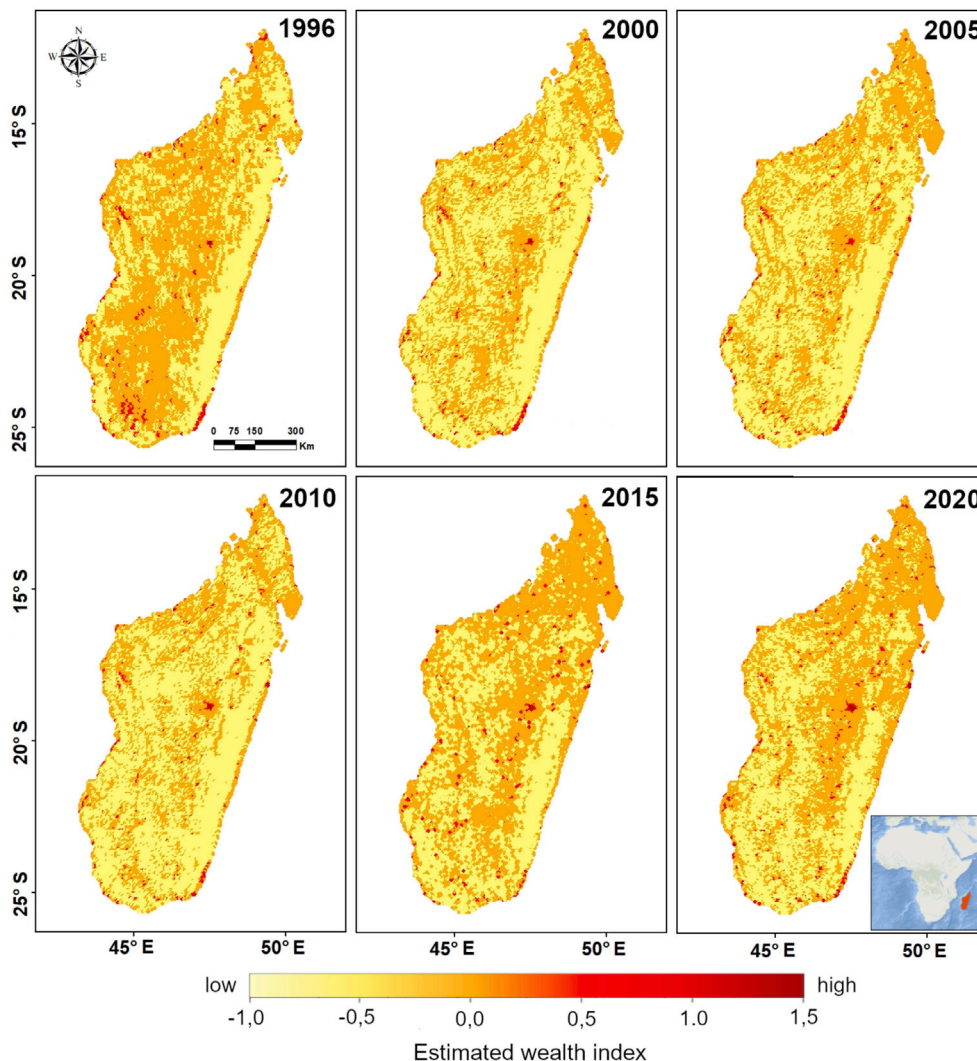 1996
2000
2005
N
W E
S
15° S
20° S
25° S
0 75 150 300
Km
2010
2015
2020
15° S
20° S
25° S
45° E 50° E
45° E 50° E
45° E 50° E
low
high
-1,0 -0,5 0,0 0,5 1.0 1,5
Estimated wealth index